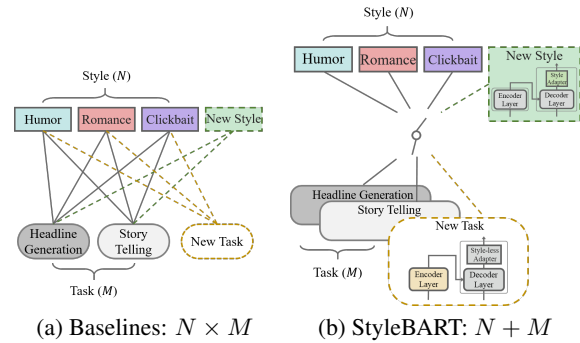 Style (N)
Humor
Romance
Clickbait
New Style
Headline
Generation
Story
Telling
New Task
Task (M)
(a) Baselines: N × M
Style (N)
Humor
Romance
Clickbait
New Style
Style
Adapter
Encoder
Layer
Decoder
Layer
Headline Generation
Story Telling
New Task
Style-less
Adapter
Encoder
Layer
Decoder
Layer
Task (M)
(b) StyleBART: N + M